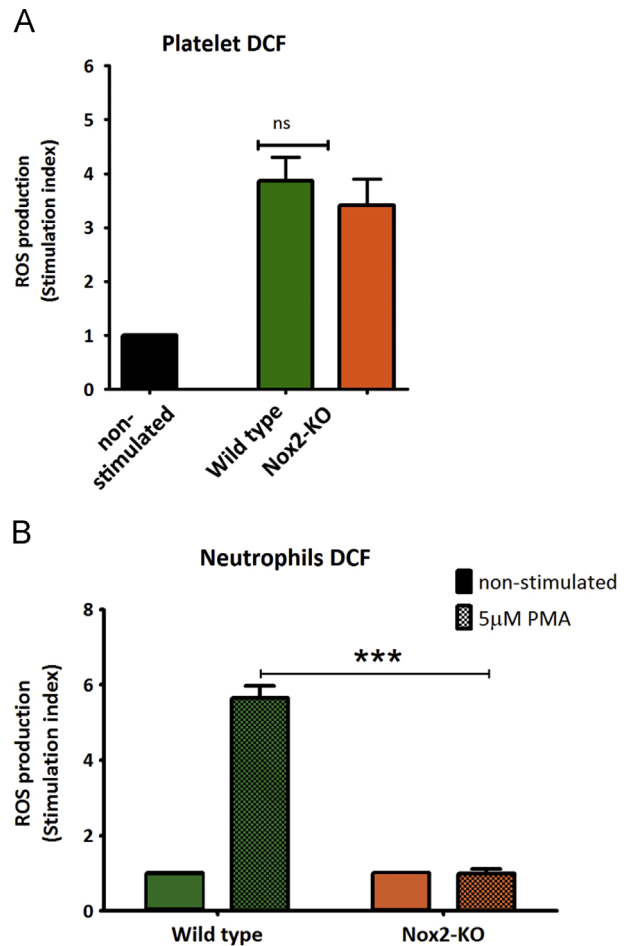 A
Platelet DCF
ROS production
(Stimulation index)
6
5
4
3
2
1
0
ns
non-
stimulated
Wild type
Nox2-KO
B
Neutrophils DCF
non-stimulated
5μM PMA
ROS production
(Stimulation index)
8
6
4
2
0
***
Wild type
Nox2-KO